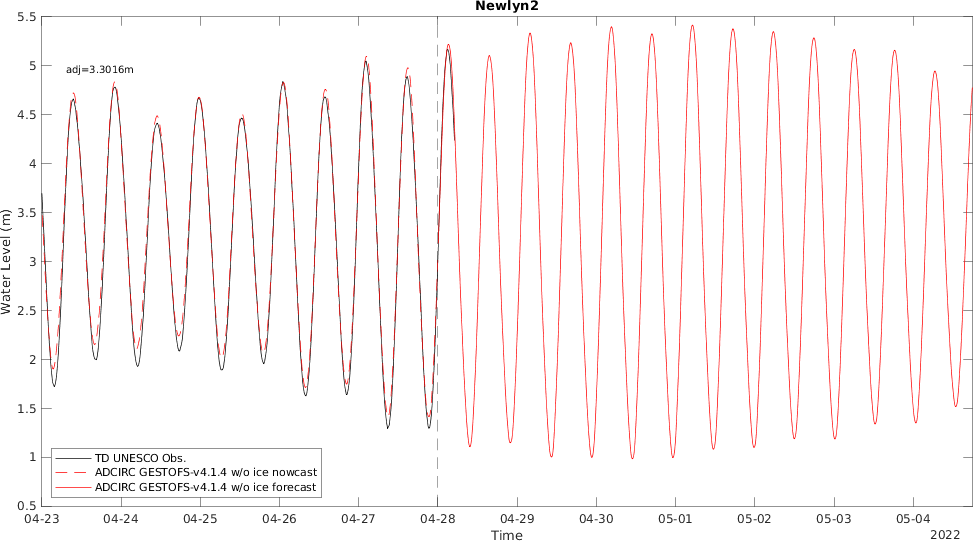 Newlyn2
adj=3.3016m
Water Level (m)
5.5
5
4.5
4
3.5
3
2.5
2
1.5
1
0.5
TD UNESCO Obs.
ADCIRC GESTOFS-v4.1.4 w/o ice nowcast
ADCIRC GESTOFS-v4.1.4 w/o ice forecast
04-23 04-24 04-25 04-26 04-27 04-28 04-29 04-30 05-01 05-02 05-03 05-04
Time
2022